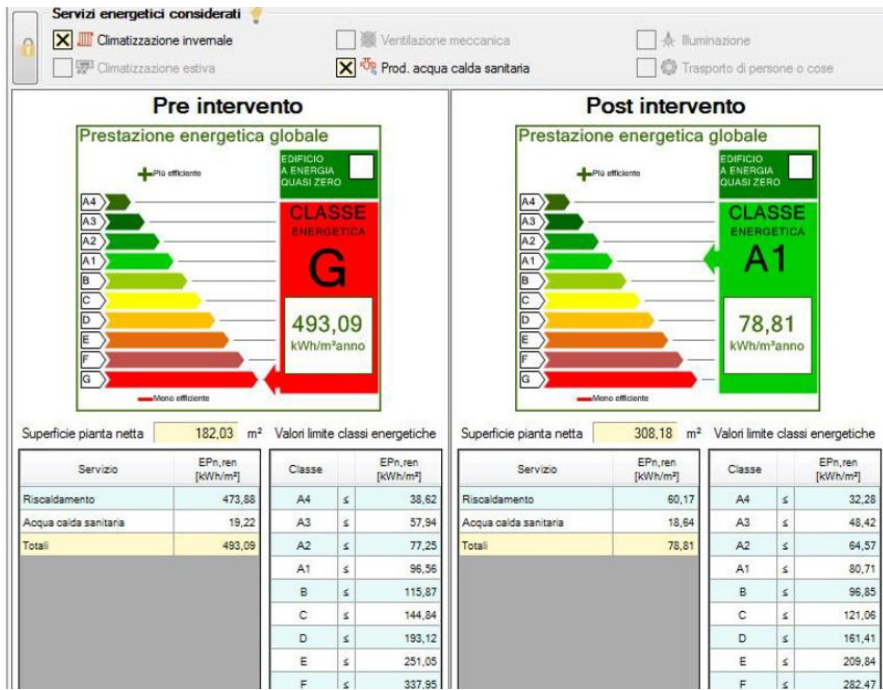 Servizi energetici considerati
Climatizzazione invernale
Ventilazione meccanica
Illuminazione
Climatizzazione estiva
Prod. acqua calda sanitaria
Trasporto di persone o cose
Pre intervento
Prestazione energetica globale
Più efficiente
EDIFICIO
A ENERGIA
QUASI ZERO
A4
A3
A2
A1
B
C
D
E
F
G
CLASSE
ENERGETICA
G
493,09
kWh/m²anno
Meno efficiente
Superficie pianta netta 182,03 m² Valori limite classi energetiche
Servizio EPn,ren [kWh/m²]
Riscaldamento 473,88
Acqua calda sanitaria 19,22
Totali 493,09
Classe EPn,ren [kWh/m²]
A4 ≤ 38,62
A3 ≤ 57,94
A2 ≤ 77,25
A1 ≤ 96,56
B ≤ 115,87
C ≤ 144,84
D ≤ 193,12
E ≤ 251,05
F ≤ 337,95
Post intervento
Prestazione energetica globale
Più efficiente
EDIFICIO
A ENERGIA
QUASI ZERO
A4
A3
A2
A1
B
C
D
E
F
G
CLASSE
ENERGETICA
A1
78,81
kWh/m²anno
Meno efficiente
Superficie pianta netta 308,18 m² Valori limite classi energetiche
Servizio EPn,ren [kWh/m²]
Riscaldamento 60,17
Acqua calda sanitaria 18,64
Totali 78,81
Classe EPn,ren [kWh/m²]
A4 ≤ 32,28
A3 ≤ 48,42
A2 ≤ 64,57
A1 ≤ 80,71
B ≤ 96,85
C ≤ 121,06
D ≤ 161,41
E ≤ 209,84
F ≤ 282,47